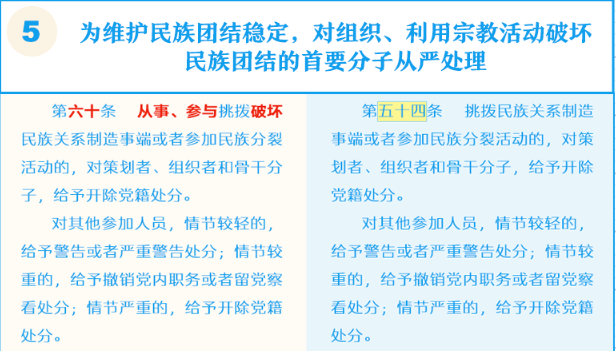 5
为维护民族团结稳定，对组织、利用宗教活动破坏
民族团结的首要分子从严处理
第六十条 从事、参与挑拨破坏
民族关系制造事端或者参加民族分裂
活动的，对策划者、组织者和骨干分
子，给予开除党籍处分。
对其他参加人员，情节较轻的，
给予警告或者严重警告处分；情节较
重的，给予撤销党内职务或者留党察
看处分；情节严重的，给予开除党籍
处分。
第五十四条 挑拨民族关系制造
事端或者参加民族分裂活动的，对策
划者、组织者和骨干分子，给予开除
党籍处分。
对其他参加人员，情节较轻的，
给予警告或者严重警告处分；情节较
重的，给予撤销党内职务或者留党察
看处分；情节严重的，给予开除党籍
处分。